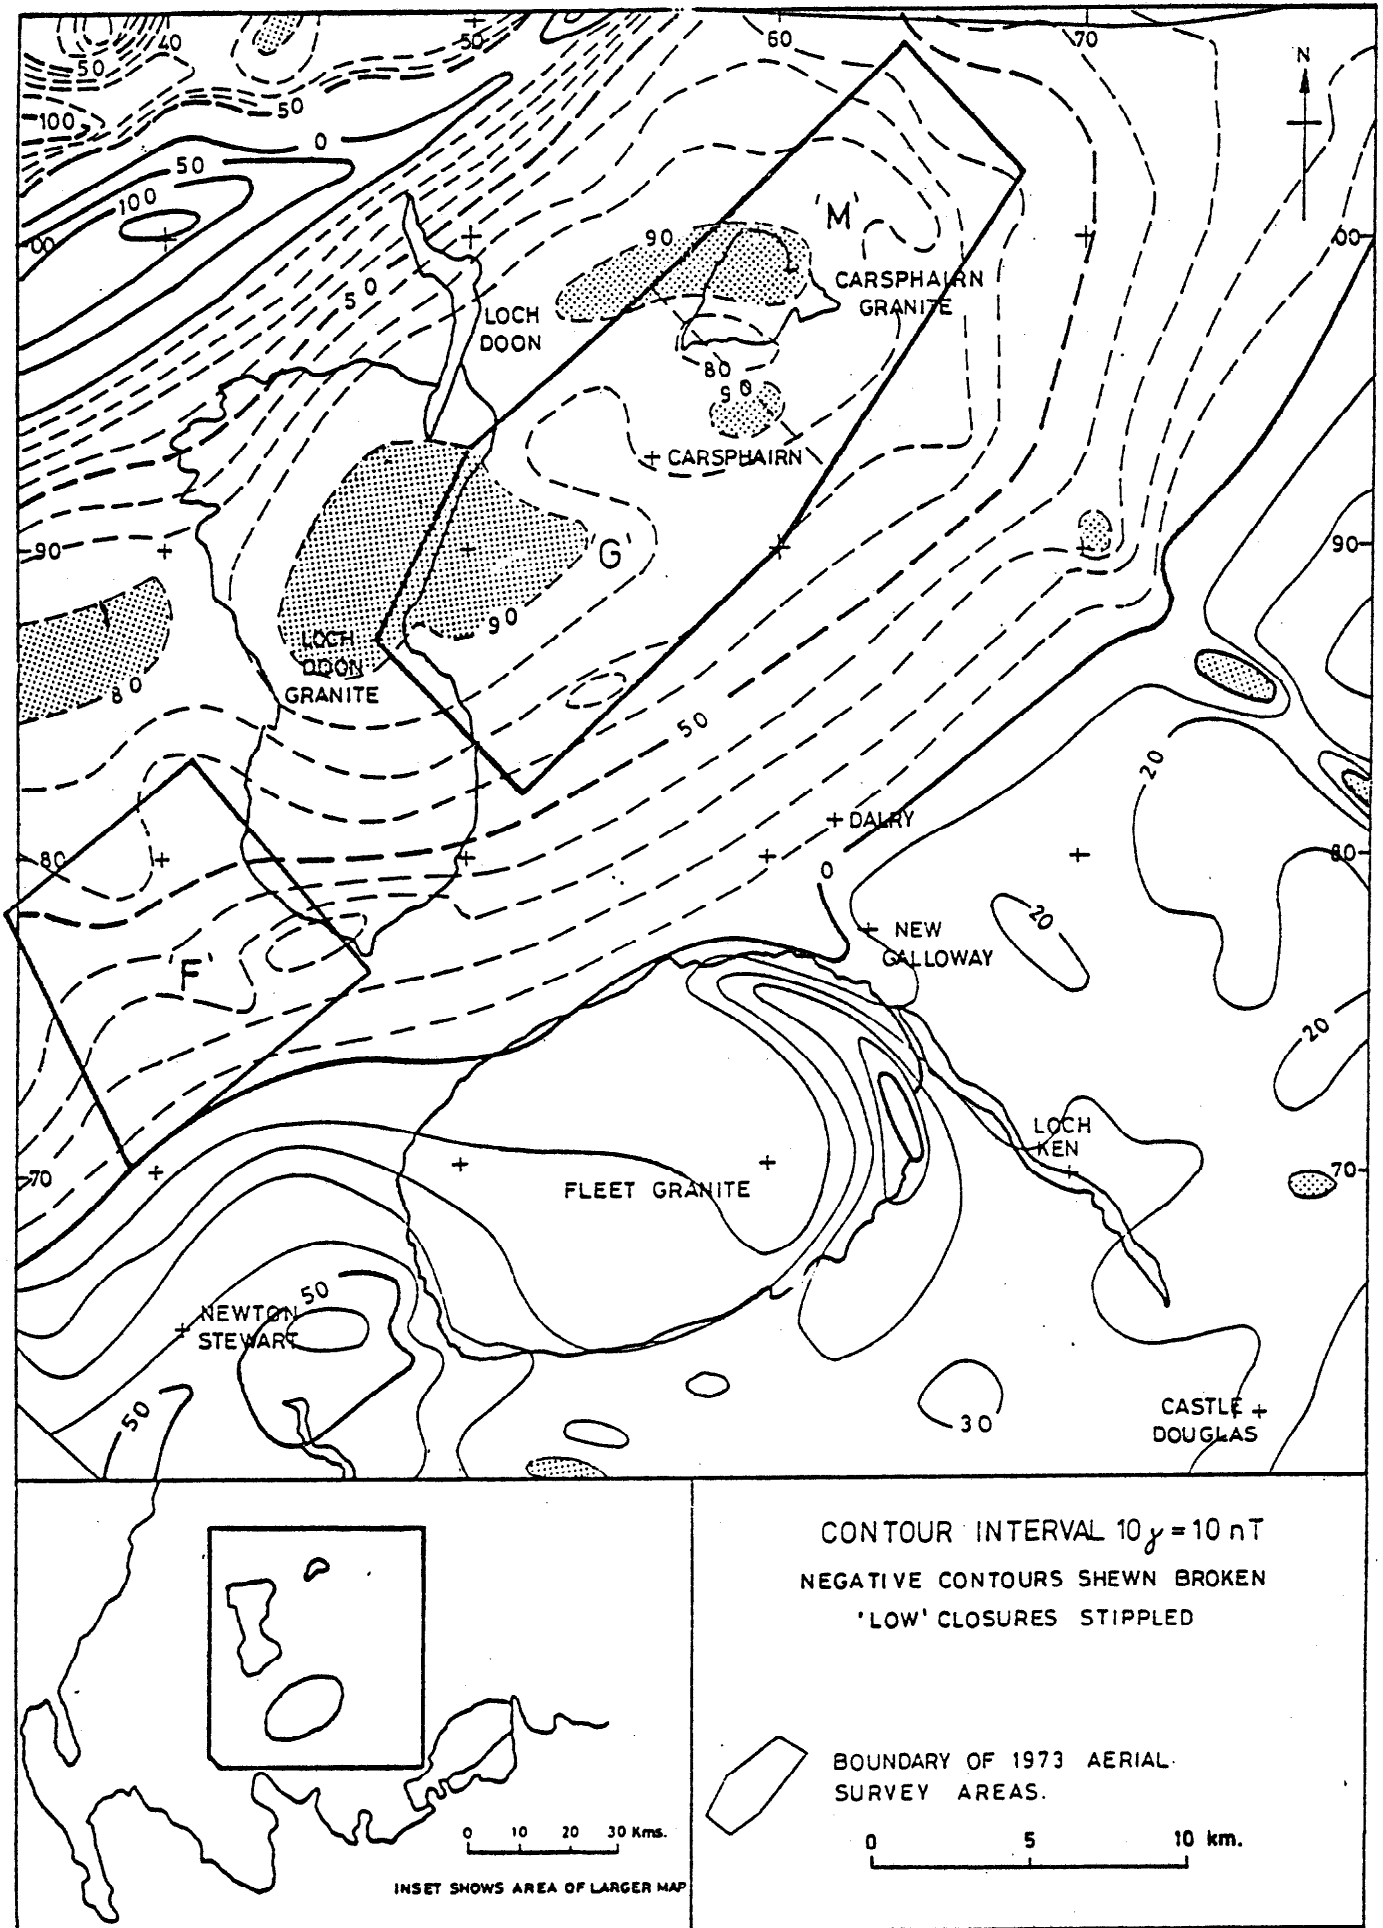 40
50
60
70
N
50
50
100
0
50
100
'M'
00
90
00
CARSPHAIRN
GRANITE
50
LOCH
DOON
80
90
CARSPHAIRN
90
'G'
90
90
LOCH
DOON
GRANITE
80
50
20
DALRY
80
80
0
20
NEW
GALLOWAY
'F'
20
LOCH
KEN
70
FLEET GRANITE
70
50
NEWTON
STEWART
50
30
CASTLE
DOUGLAS
CONTOUR INTERVAL 10γ = 10 nT
NEGATIVE CONTOURS SHEWN BROKEN
'LOW' CLOSURES STIPPLED
BOUNDARY OF 1973 AERIAL
SURVEY AREAS.
0 10 20 30 Kms.
0 5 10 km.
INSET SHOWS AREA OF LARGER MAP